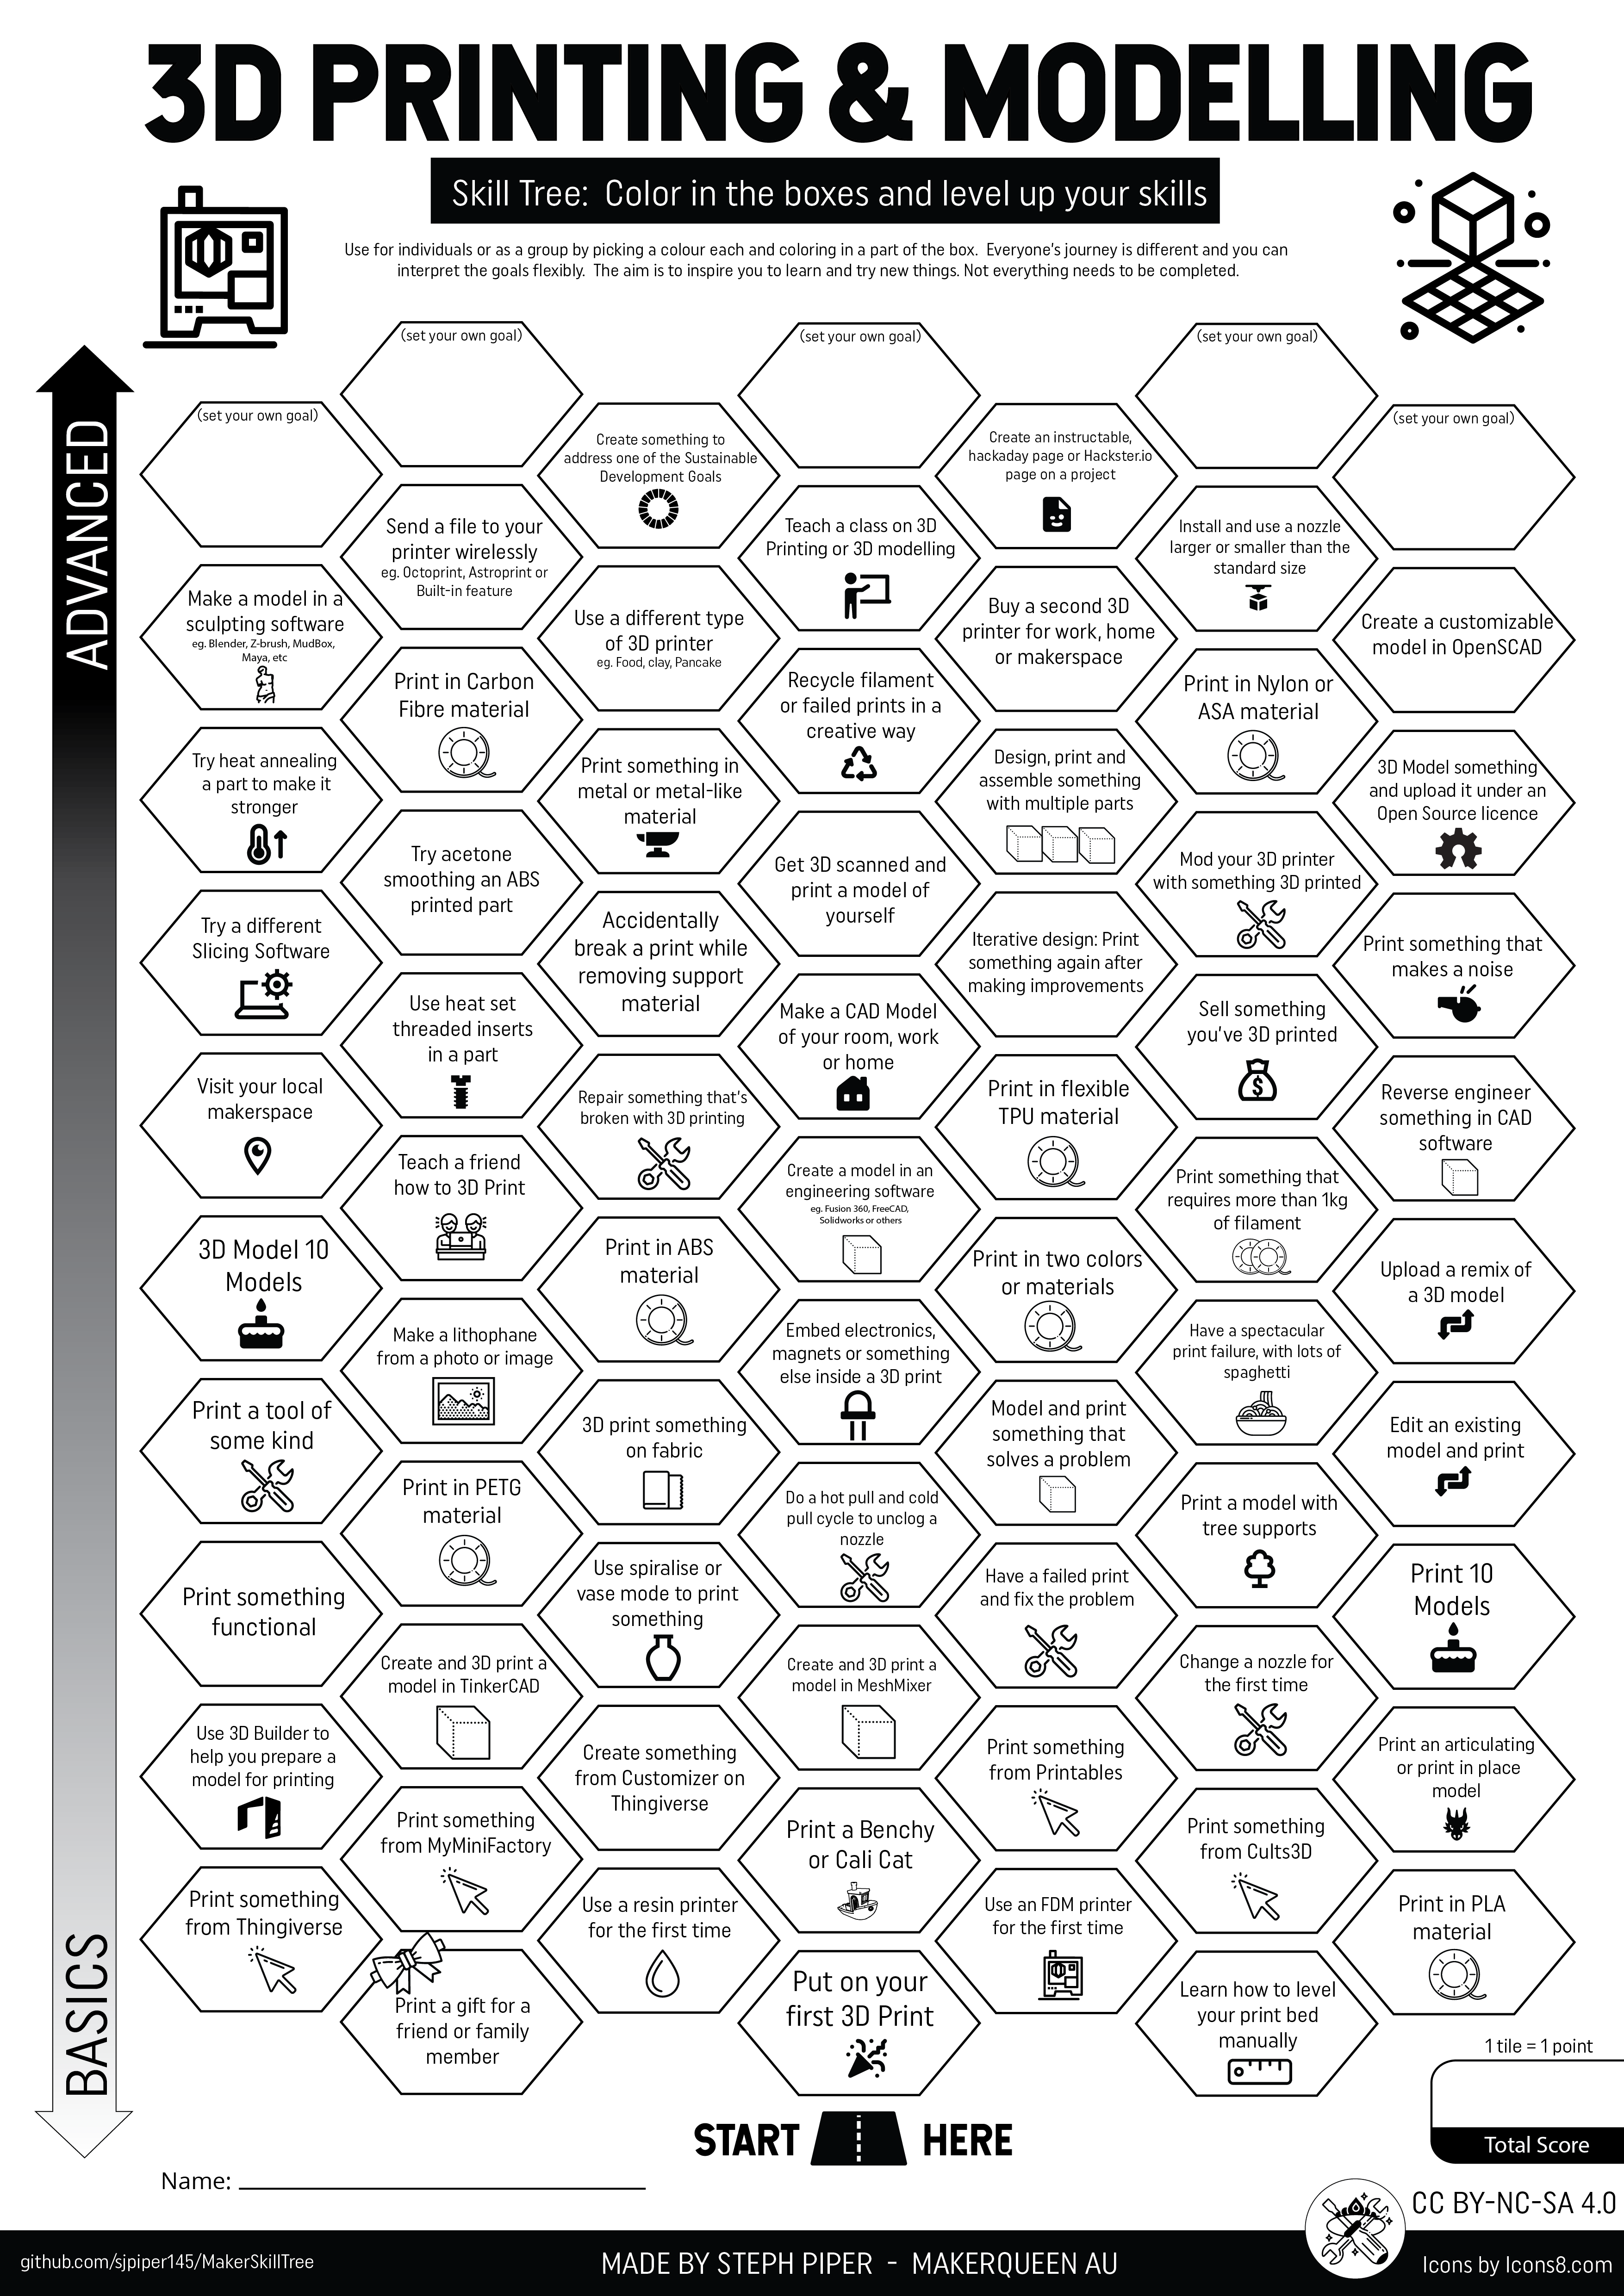 3D PRINTING & MODELLING
Skill Tree: Color in the boxes and level up your skills
Use for individuals or as a group by picking a colour each and coloring in a part of the box. Everyone's journey is different and you can
interpret the goals flexibly. The aim is to inspire you to learn and try new things. Not everything needs to be completed.
ADVANCED
BASICS
(set your own goal)
(set your own goal)
(set your own goal)
(set your own goal)
Create something to
address one of the Sustainable
Development Goals
Create an instructable,
hackaday page or Hackster.io
page on a project
(set your own goal)
Send a file to your
printer wirelessly
eg. Octoprint, Astroprint or
Built-in feature
Teach a class on 3D
Printing or 3D modelling
Install and use a nozzle
larger or smaller than the
standard size
Make a model in a
sculpting software
eg. Blender, Z-brush, MudBox,
Maya, etc
Use a different type
of 3D printer
eg. Food, clay, Pancake
Buy a second 3D
printer for work, home
or makerspace
Create a customizable
model in OpenSCAD
Print in Carbon
Fibre material
Recycle filament
or failed prints in a
creative way
Print in Nylon or
ASA material
Try heat annealing
a part to make it
stronger
Print something in
metal or metal-like
material
Design, print and
assemble something
with multiple parts
3D Model something
and upload it under an
Open Source licence
Try acetone
smoothing an ABS
printed part
Get 3D scanned and
print a model of
yourself
Mod your 3D printer
with something 3D printed
Try a different
Slicing Software
Accidentally
break a print while
removing support
material
Iterative design: Print
something again after
making improvements
Print something that
makes a noise
Use heat set
threaded inserts
in a part
Make a CAD Model
of your room, work
or home
Sell something
you've 3D printed
$
Visit your local
makerspace
Repair something that's
broken with 3D printing
Print in flexible
TPU material
Reverse engineer
something in CAD
software
Teach a friend
how to 3D Print
Create a model in an
engineering software
eg. Fusion 360, FreeCAD,
Solidworks or others
Print something that
requires more than 1kg
of filament
3D Model 10
Models
Print in ABS
material
Print in two colors
or materials
Upload a remix of
a 3D model
Make a lithophane
from a photo or image
Embed electronics,
magnets or something
else inside a 3D print
Have a spectacular
print failure, with lots of
spaghetti
Print a tool of
some kind
3D print something
on fabric
Model and print
something that
solves a problem
Edit an existing
model and print
Print in PETG
material
Do a hot pull and cold
pull cycle to unclog a
nozzle
Print a model with
tree supports
Print something
functional
Use spiralise or
vase mode to print
something
Have a failed print
and fix the problem
Print 10
Models
Create and 3D print a
model in TinkerCAD
Create and 3D print a
model in MeshMixer
Change a nozzle for
the first time
Use 3D Builder to
help you prepare a
model for printing
Create something
from Customizer on
Thingiverse
Print something
from Printables
Print an articulating
or print in place
model
Print something
from MyMiniFactory
Print a Benchy
or Cali Cat
Print something
from Cults3D
Print something
from Thingiverse
Use a resin printer
for the first time
Use an FDM printer
for the first time
Print in PLA
material
Print a gift for a
friend or family
member
Put on your
first 3D Print
Learn how to level
your print bed
manually
1 tile = 1 point
Total Score
START HERE
Name:
CC BY-NC-SA 4.0
github.com/sjpiper145/MakerSkillTree
MADE BY STEPH PIPER - MAKERQUEEN AU
Icons by Icons8.com